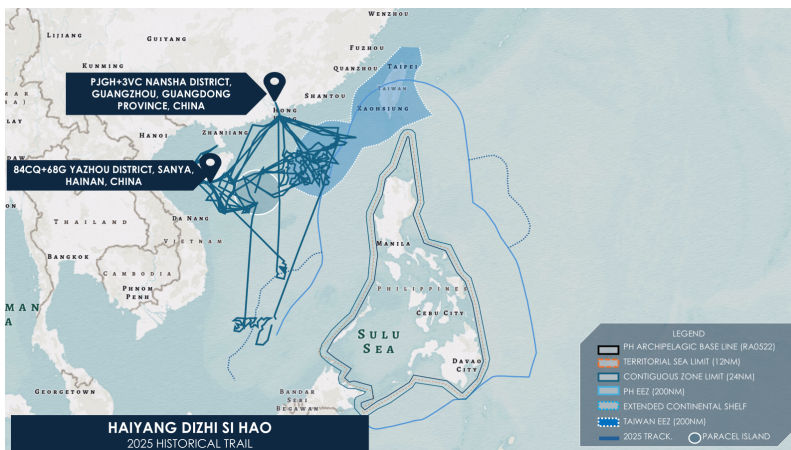 WENZHOU
LIJIANG
GUIYANG
FUZHOU
KUNMING
QUANZHOU
TAIPEI
TAIWAN
PJGH+3VC NANSHA DISTRICT,
GUANGZHOU, GUANGDONG
PROVINCE, CHINA
SHANTOU
KAOHSIUNG
HONG
HANOI
ZHANJIANG
84CQ+68G YAZHOU DISTRICT, SANYA,
HAINAN, CHINA
DA NANG
THAILAND
VIETNAM
MANILA
BANGKOK
CAMBODIA
PHNOM
PENH
PHILIPPINES
CEBU CITY
SULU
SEA
DAVAO
CITY
GEORGETOWN
BANDAR
SERI
BEGAWAN
LEGEND
PH ARCHIPELAGIC BASE LINE (RA0522)
TERRITORIAL SEA LIMIT (12NM)
CONTIGUOUS ZONE LIMIT (24NM)
PH EEZ (200NM)
EXTENDED CONTINENTAL SHELF
TAIWAN EEZ (200NM)
2025 TRACK.
PARACEL ISLAND
HAIYANG DIZHI SI HAO
2025 HISTORICAL TRAIL